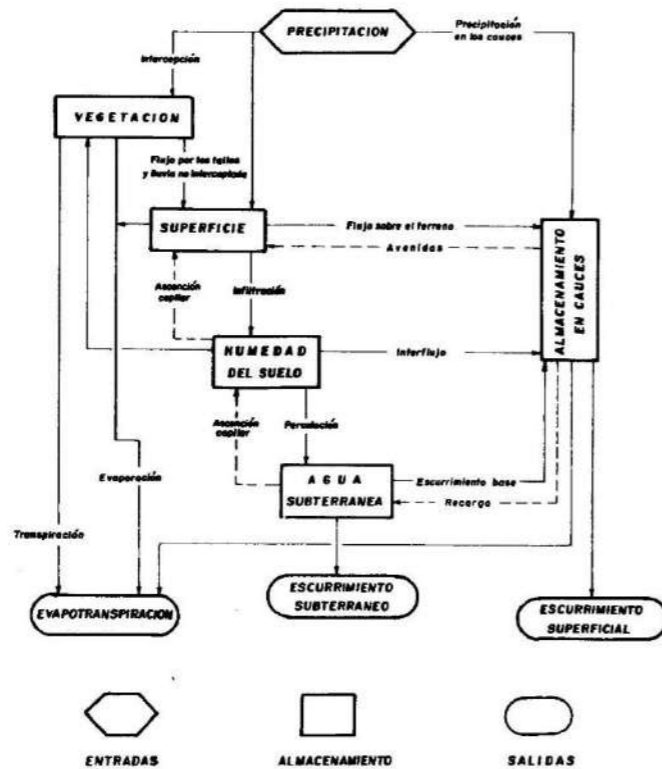 PRECIPITACION
Precipitación
en los cauces
Intercepción
VEGETACION
Flujo por los tallos
y lluvia no interceptada
SUPERFICIE
Flujo sobre el terreno
Avenidas
ALMACENAMIENTO
EN CAUCES
Ascención
capilar
Infiltración
HUMEDAD
DEL SUELO
Interflujo
Ascención
capilar
Percolación
AGUA
SUBTERRANEA
Escurrimiento base
Recarga
Evaporación
Transpiración
EVAPOTRANSPIRACION
ESCURRIMIENTO
SUBTERRANEO
ESCURRIMIENTO
SUPERFICIAL
ENTRADAS
ALMACENAMIENTO
SALIDAS